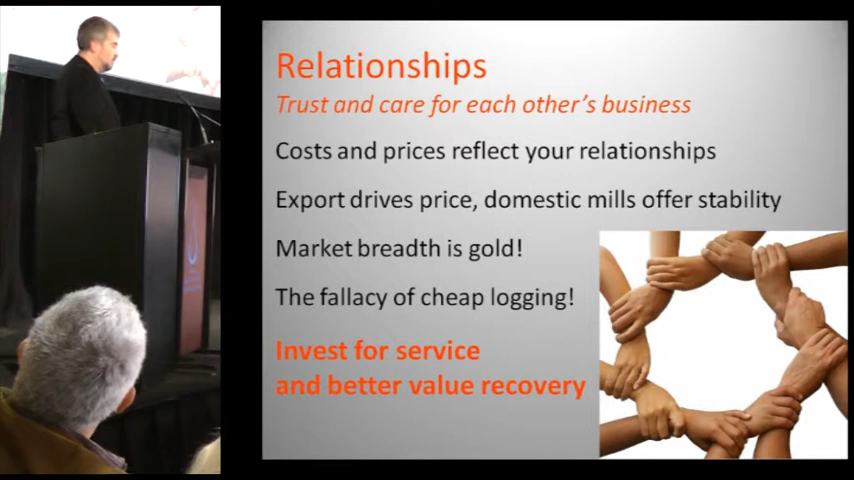 Relationships
Trust and care for each other's business
Costs and prices reflect your relationships
Export drives price, domestic mills offer stability
Market breadth is gold!
The fallacy of cheap logging!
Invest for service
and better value recovery